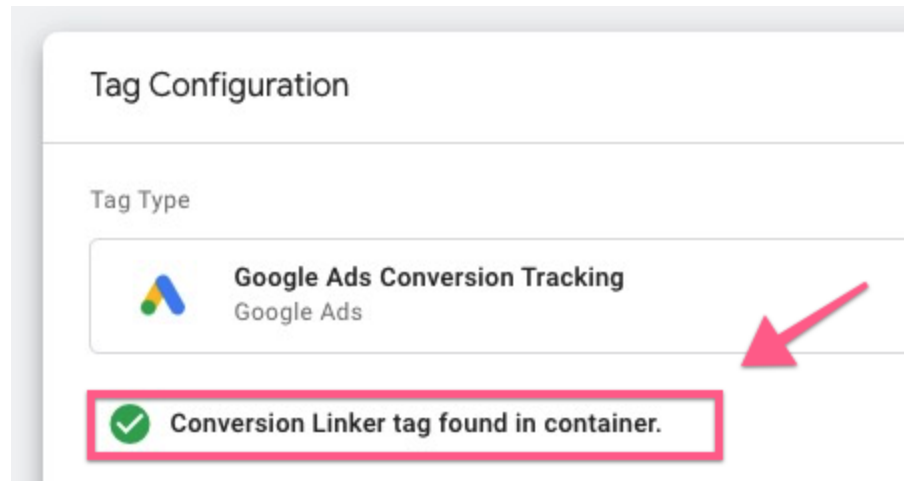 Tag Configuration
Tag Type
Google Ads Conversion Tracking
Google Ads
Conversion Linker tag found in container.